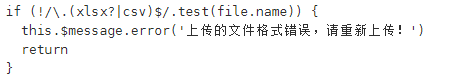 if (!/\.(xlsx?|csv)$/.test(file.name)) {
  this.$message.error('上传的文件格式错误，请重新上传！')
  return
}